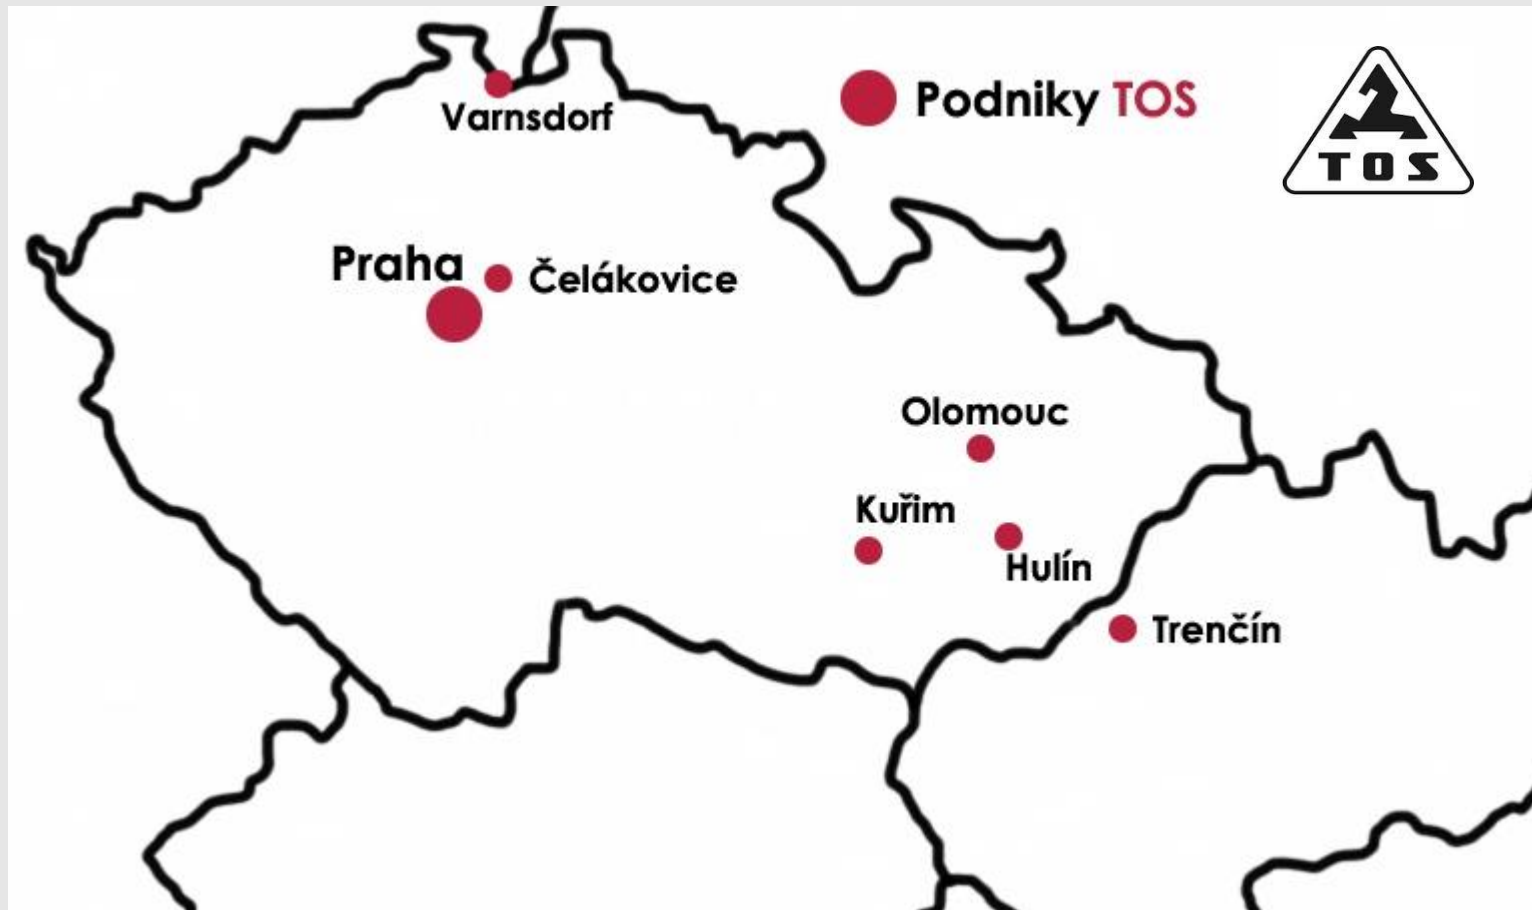 Varnsdorf
Podniky TOS
TOS
Praha
Čelákovice
Olomouc
Kuřim
Hulín
Trenčín